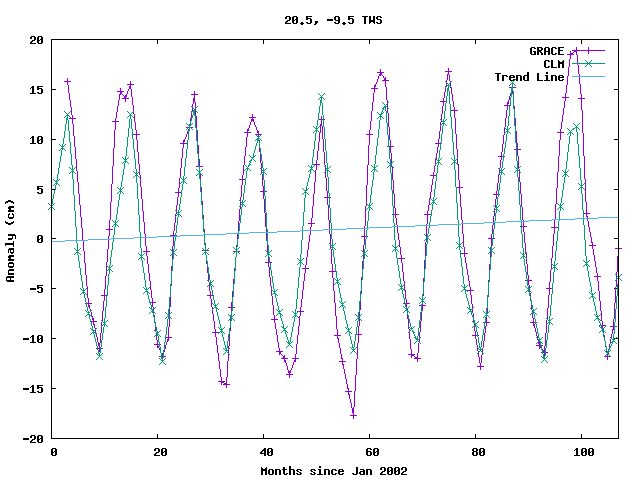 20.5, -9.5 TWS
GRACE
CLM
Trend Line
Anomaly (cm)
20
15
10
5
0
-5
-10
-15
-20
0 20 40 60 80 100
Months since Jan 2002